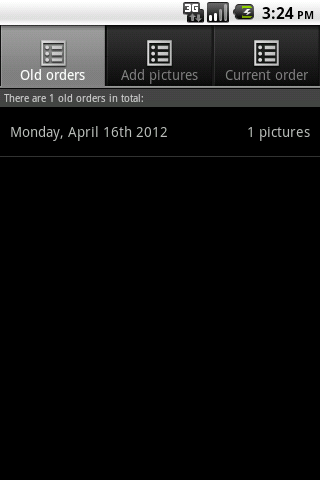 3G 3:24 PM
Old orders Add pictures Current order
There are 1 old orders in total:
Monday, April 16th 2012 1 pictures